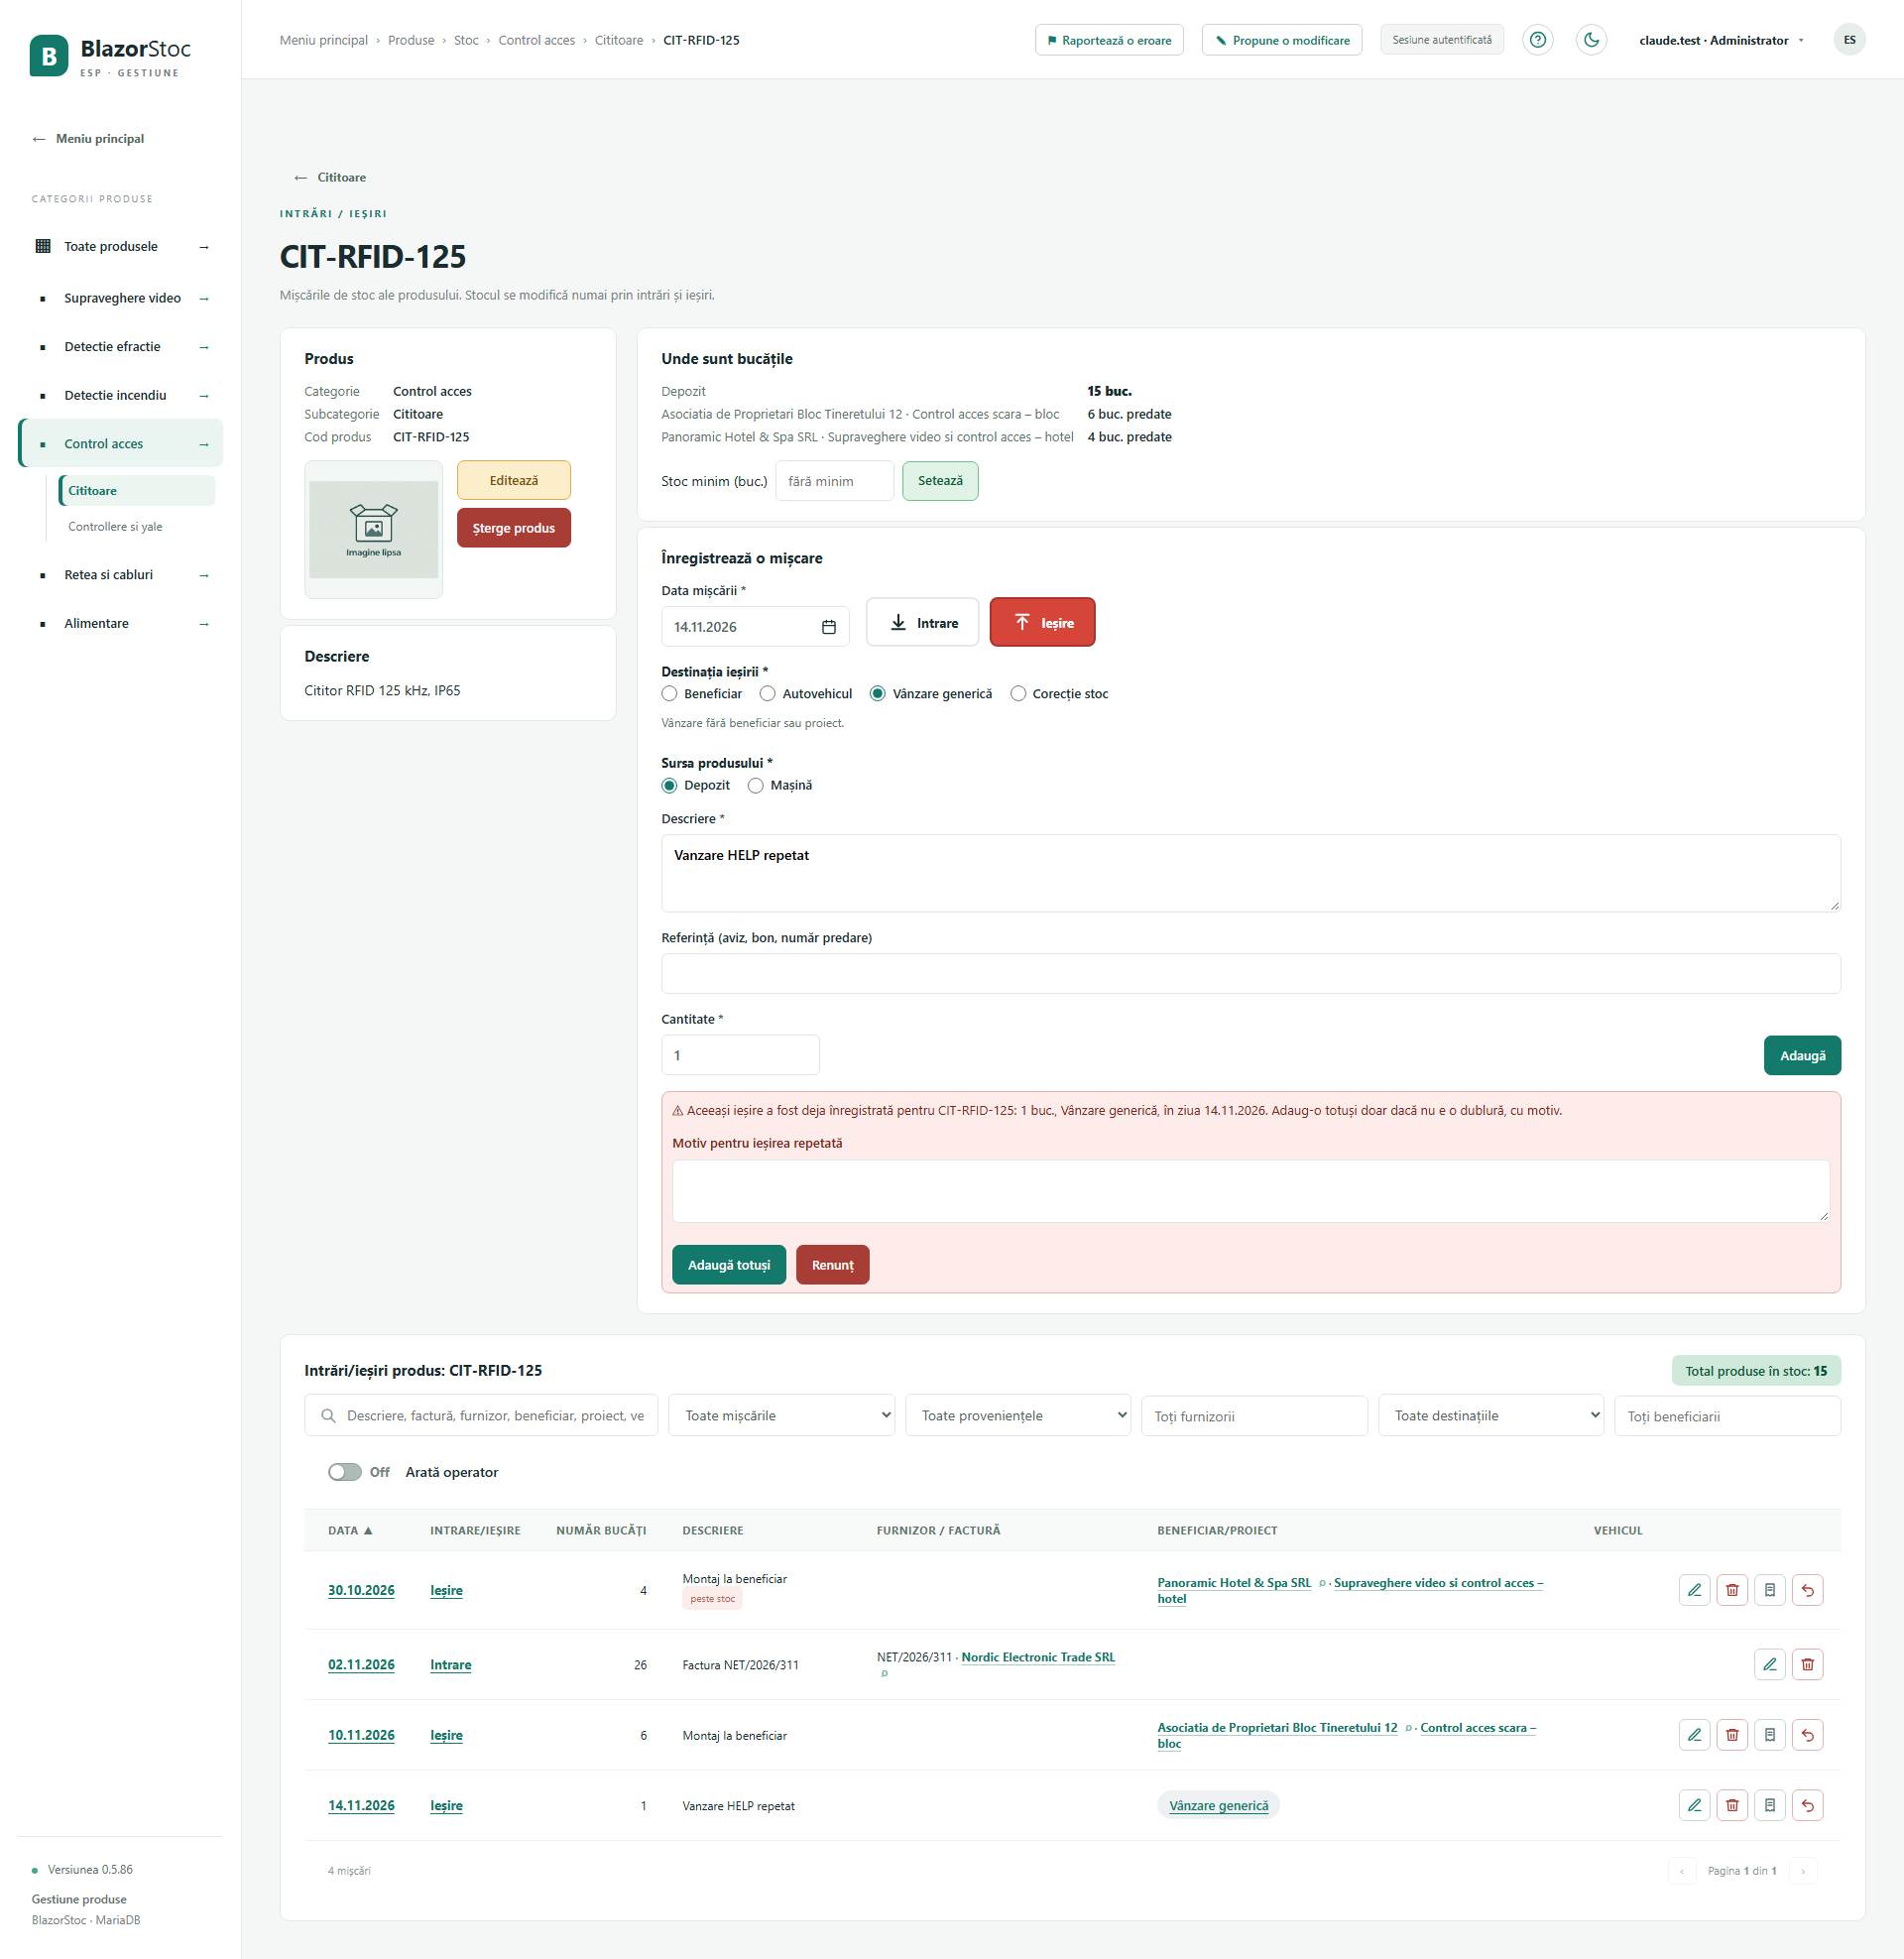 B BlazorStoc
ESP · GESTIUNE
← Meniu principal
CATEGORII PRODUSE
Toate produsele →
Supraveghere video →
Detectie efractie →
Detectie incendiu →
Control acces →
Cititoare
Controllere si yale
Retea si cabluri →
Alimentare →
Versiunea 0.5.86
Gestiune produse
BlazorStoc · MariaDB
Meniu principal › Produse › Stoc › Control acces › Cititoare › CIT-RFID-125
Raportează o eroare
Propune o modificare
Sesiune autentificată
claude.test · Administrator
ES
← Cititoare
INTRĂRI / IEȘIRI
CIT-RFID-125
Mișcările de stoc ale produsului. Stocul se modifică numai prin intrări și ieșiri.
Produs
Categorie Control acces
Subcategorie Cititoare
Cod produs CIT-RFID-125
Imagine lipsa
Editează
Șterge produs
Descriere
Cititor RFID 125 kHz, IP65
Unde sunt bucățile
Depozit 15 buc.
Asociatia de Proprietari Bloc Tineretului 12 · Control acces scara – bloc 6 buc. predate
Panoramic Hotel & Spa SRL · Supraveghere video si control acces – hotel 4 buc. predate
Stoc minim (buc.) fără minim Setează
Înregistrează o mișcare
Data mișcării *
14.11.2026 Intrare Ieșire
Destinația ieșirii *
Beneficiar Autovehicul Vânzare generică Corecție stoc
Vânzare fără beneficiar sau proiect.
Sursa produsului *
Depozit Mașină
Descriere *
Vanzare HELP repetat
Referință (aviz, bon, număr predare)
Cantitate *
1 Adaugă
⚠ Aceeași ieșire a fost deja înregistrată pentru CIT-RFID-125: 1 buc., Vânzare generică, în ziua 14.11.2026. Adaug-o totuși doar dacă nu e o dublură, cu motiv.
Motiv pentru ieșirea repetată
Adaugă totuși Renunț
Intrări/ieșiri produs: CIT-RFID-125 Total produse în stoc: 15
Descriere, factură, furnizor, beneficiar, proiect, ve Toate mișcările Toate proveniențele Toți furnizorii Toate destinațiile Toți beneficiarii
Off Arată operator
DATA ▲ INTRARE/IEȘIRE NUMĂR BUCĂȚI DESCRIERE FURNIZOR / FACTURĂ BENEFICIAR/PROIECT VEHICUL
30.10.2026 Ieșire 4 Montaj la beneficiar
peste stoc
Panoramic Hotel & Spa SRL · Supraveghere video si control acces –
hotel
02.11.2026 Intrare 26 Factura NET/2026/311 NET/2026/311 · Nordic Electronic Trade SRL
10.11.2026 Ieșire 6 Montaj la beneficiar
Asociatia de Proprietari Bloc Tineretului 12 · Control acces scara –
bloc
14.11.2026 Ieșire 1 Vanzare HELP repetat Vânzare generică
4 mișcări ‹ Pagina 1 din 1 ›